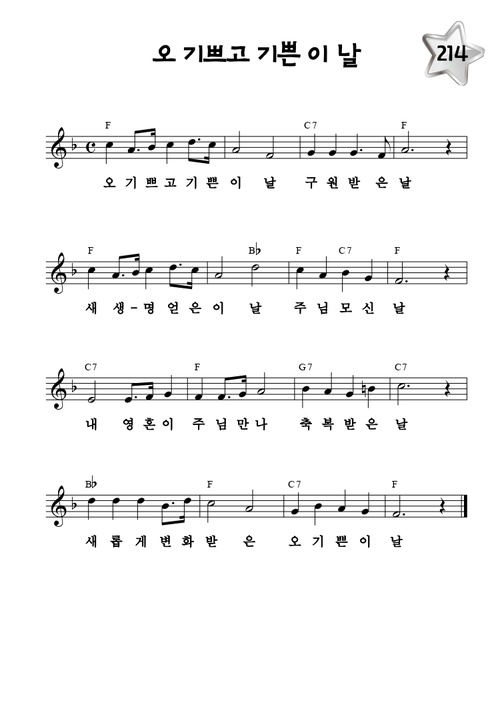 오 기쁘고 기쁜 이 날
214
F C7 F
오 기 쁘 고 기 쁜 이 날 구 원 받 은 날
F B♭ F C7 F
새 생 - 명 얻 은 이 날 주 님 모 신 날
C7 F G7 C7
내 영 혼 이 주 님 만 나 축 복 받 은 날
B♭ F C7 F
새 롭 게 변 화 받 은 오 기 쁜 이 날